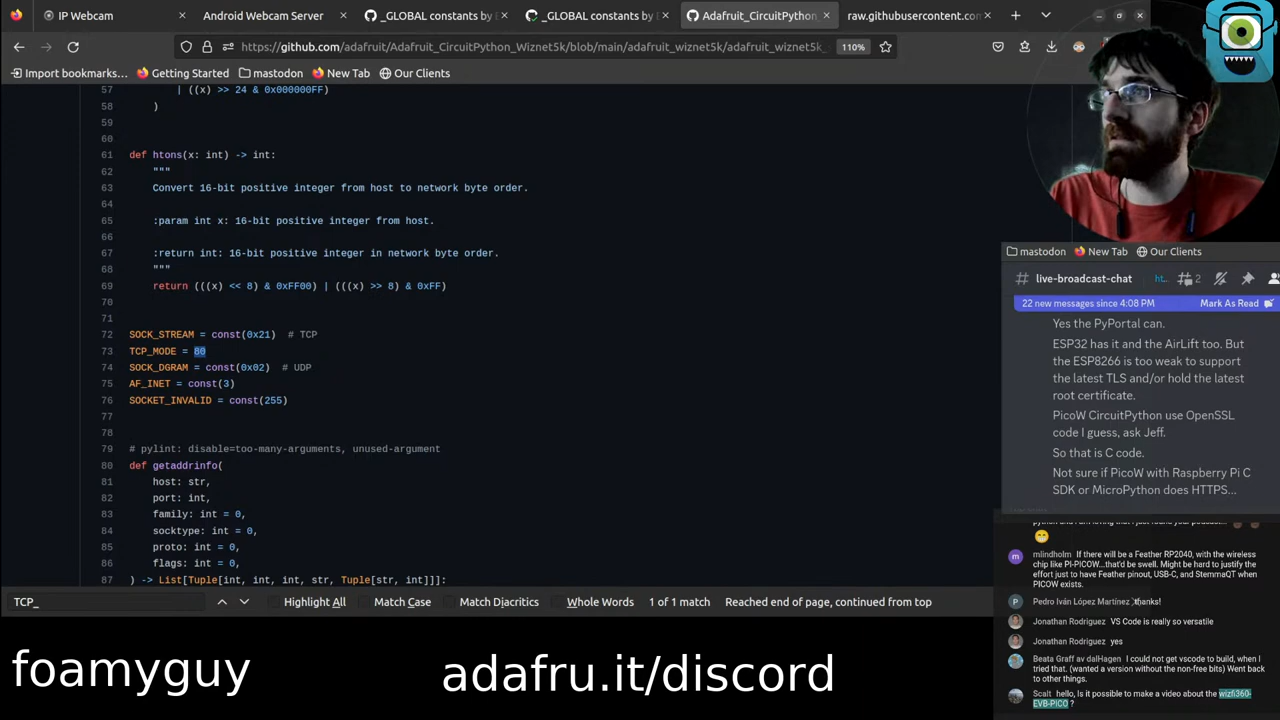 IP Webcam
Android Webcam Server
_GLOBAL constants by
_GLOBAL constants by E
Adafruit_CircuitPython_
raw.githubusercontent.com
https://github.com/adafruit/Adafruit_CircuitPython_Wiznet5k/blob/main/adafruit_wiznet5k/adafruit_wiznet5k_
110%
Import bookmarks...
Getting Started
mastodon
New Tab
Our Clients
57 | ((x) >> 24 & 0x000000FF)
58 )
59
60
61 def htons(x: int) -> int:
62 """
63 Convert 16-bit positive integer from host to network byte order.
64
65 :param int x: 16-bit positive integer from host.
66
67 :return int: 16-bit positive integer in network byte order.
68 """
69 return (((x) << 8) & 0xFF00) | (((x) >> 8) & 0xFF)
70
71
72 SOCK_STREAM = const(0x21) # TCP
73 TCP_MODE = 80
74 SOCK_DGRAM = const(0x02) # UDP
75 AF_INET = const(3)
76 SOCKET_INVALID = const(255)
77
78
79 # pylint: disable=too-many-arguments, unused-argument
80 def getaddrinfo(
81 host: str,
82 port: int,
83 family: int = 0,
84 socktype: int = 0,
85 proto: int = 0,
86 flags: int = 0,
87 ) -> List[Tuple[int, int, int, str, Tuple[str, int]]]:
TCP_
Highlight All
Match Case
Match Diacritics
Whole Words
1 of 1 match
Reached end of page, continued from top
mastodon
New Tab
Our Clients
# live-broadcast-chat
ht..
2
22 new messages since 4:08 PM
Mark As Read
Yes the PyPortal can.
ESP32 has it and the AirLift too. But
the ESP8266 is too weak to support
the latest TLS and/or hold the latest
root certificate.
PicoW CircuitPython use OpenSSL
code I guess, ask Jeff.
So that is C code.
Not sure if PicoW with Raspberry Pi C
SDK or MicroPython does HTTPS...
python and I am loving that I just found your podcast...
mlindholm If there will be a Feather RP2040, with the wireless
chip like PI-PICOW...that'd be swell. Might be hard to justify the
effort just to have Feather pinout, USB-C, and StemmaQT when
PICOW exists.
Pedro Iván López Martínez thanks!
Jonathan Rodriguez VS Code is really so versatile
Jonathan Rodriguez yes
Beata Graff av dalHagen I could not get vscode to build, when I
tried that. (wanted a version without the non-free bits) Went back
to other things.
Scalt hello, Is it possible to make a video about the wizfi360-
EVB-PICO ?
foamyguy
adafru.it/discord